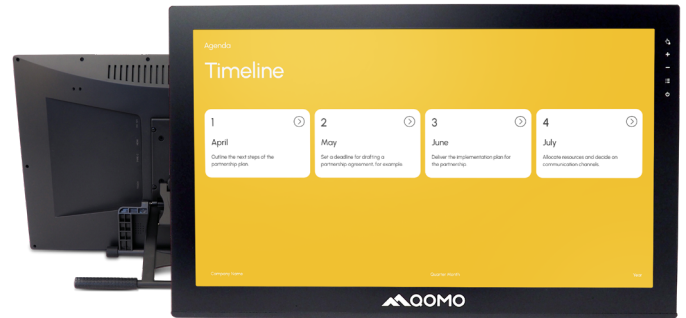 Agenda
Timeline
1
April
Outline the next steps of the
partnership plan.
2
May
Set a deadline for drafting a
partnership agreement, for example.
3
June
Deliver the implementation plan for
the partnership.
4
July
Allocate resources and decide on
communication channels.
Company Name
QOMO